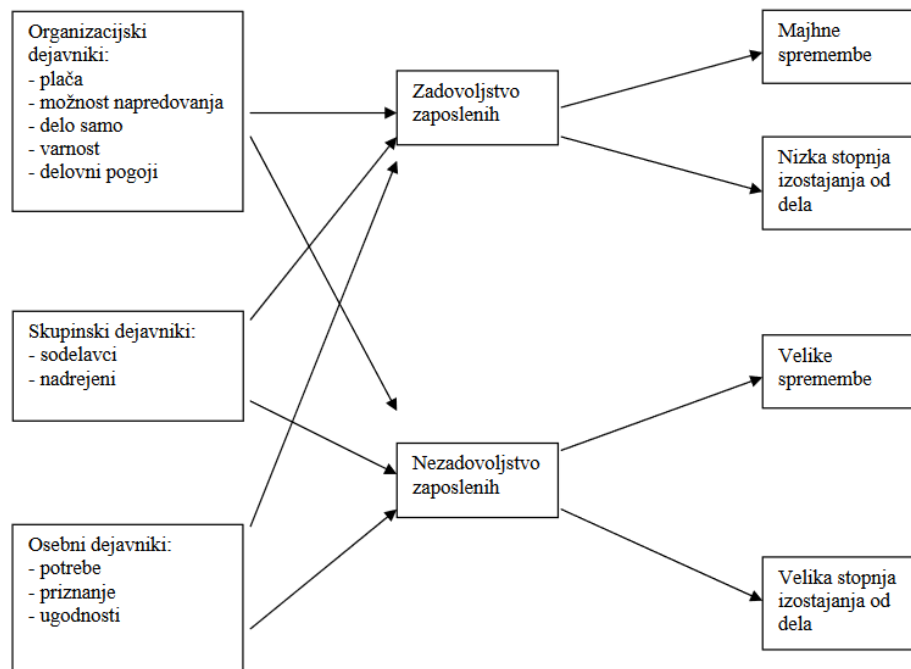 Organizacijski
dejavniki:
- plača
- možnost napredovanja
- delo samo
- varnost
- delovni pogoji
Skupinski dejavniki:
- sodelavci
- nadrejeni
Osebni dejavniki:
- potrebe
- priznanje
- ugodnosti
Zadovoljstvo
zaposlenih
Nezadovoljstvo
zaposlenih
Majhne
spremembe
Nizka stopnja
izostajanja od
dela
Velike
spremembe
Velika stopnja
izostajanja od
dela